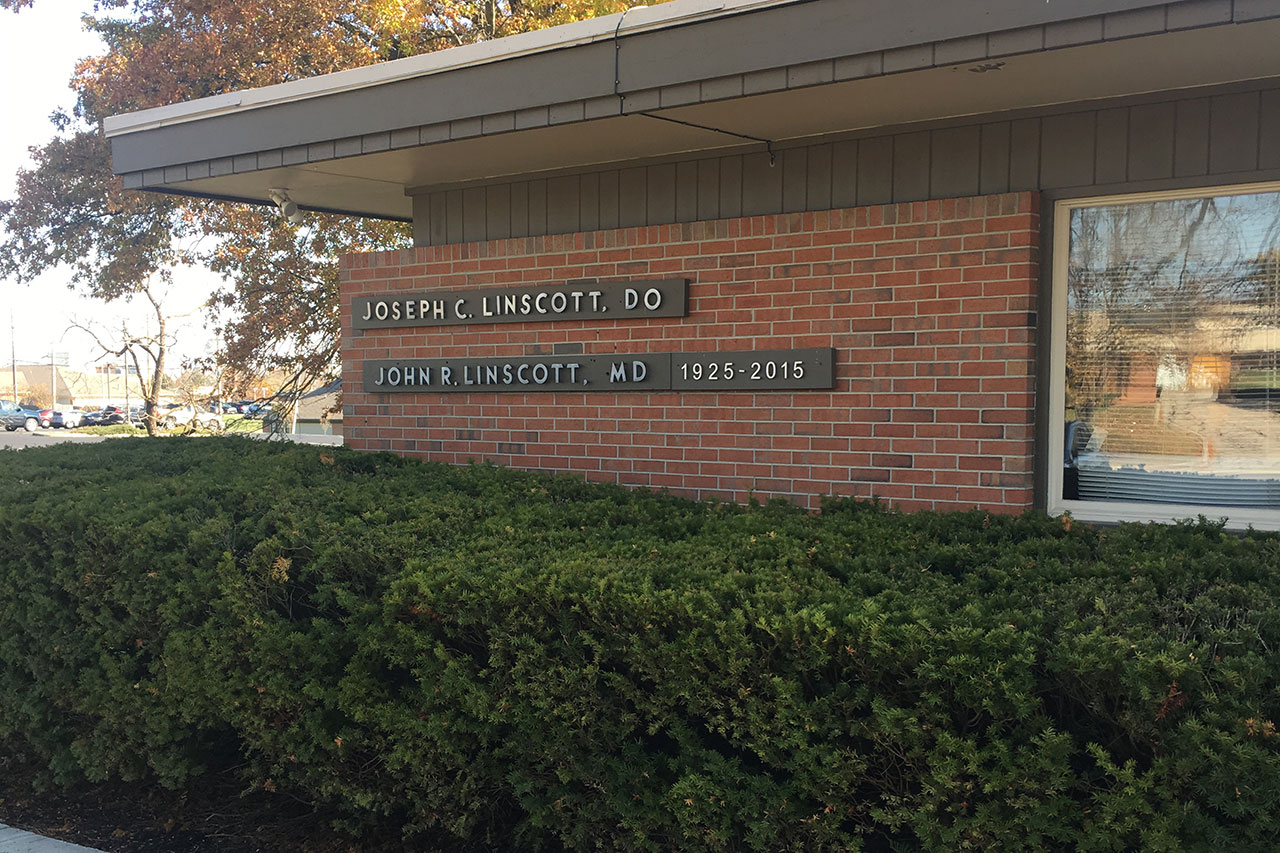 JOSEPH C. LINSCOTT, DO
JOHN R. LINSCOTT, MD 1925-2015